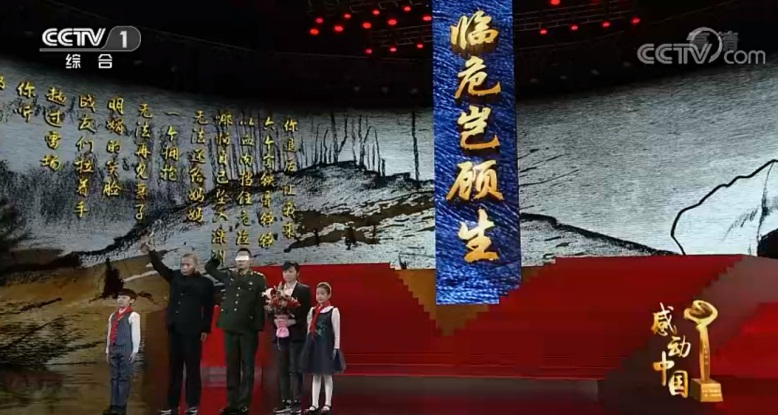 CCTV 1
综合
高清
CCTV.com
临危岂顾生
你退后 让我来
六个字铁骨铮铮
以血肉挡住危险
哪怕自己坠入深渊
无法还给妈妈
一个拥抱
无法再见妻子
明媚的笑脸
战友们拉着手
趟过雷场
你听
感动中国